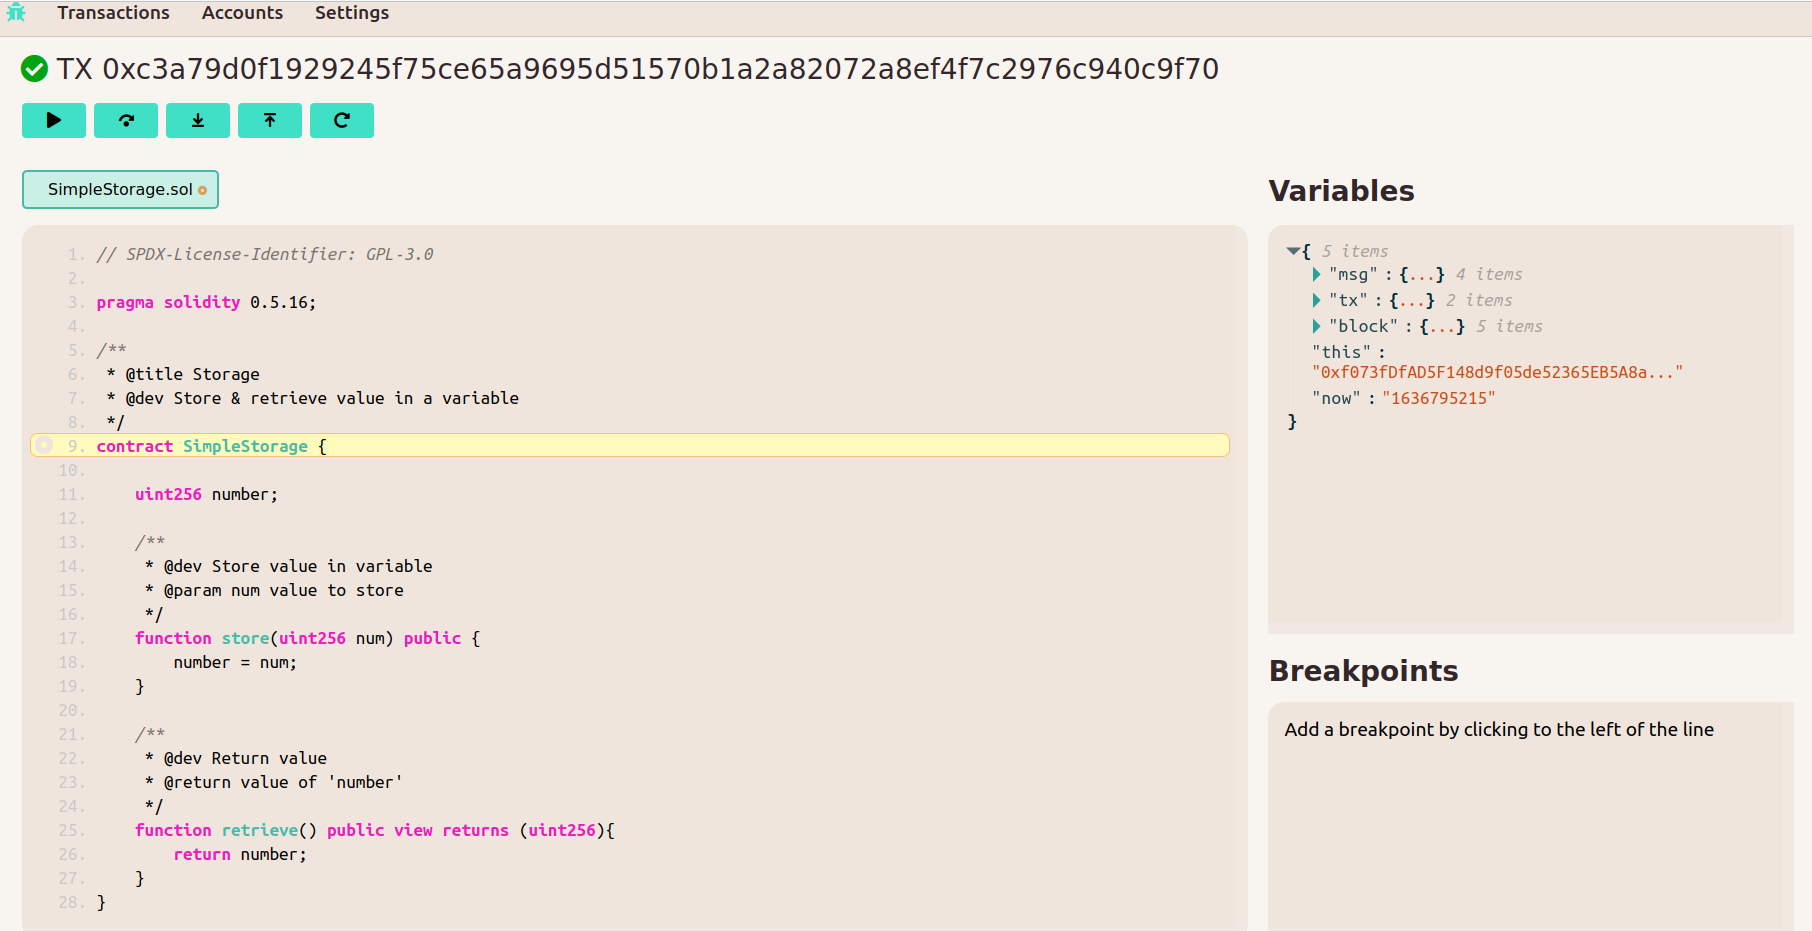 Transactions Accounts Settings
TX 0xc3a79d0f1929245f75ce65a9695d51570b1a2a82072a8ef4f7c2976c940c9f70
SimpleStorage.sol
1. // SPDX-License-Identifier: GPL-3.0
2.
3. pragma solidity 0.5.16;
4.
5. /**
6. * @title Storage
7. * @dev Store & retrieve value in a variable
8. */
9. contract SimpleStorage {
10.
11. uint256 number;
12.
13. /**
14. * @dev Store value in variable
15. * @param num value to store
16. */
17. function store(uint256 num) public {
18. number = num;
19. }
20.
21. /**
22. * @dev Return value
23. * @return value of 'number'
24. */
25. function retrieve() public view returns (uint256){
26. return number;
27. }
28. }
Variables
{ 5 items
"msg" : {...} 4 items
"tx" : {...} 2 items
"block" : {...} 5 items
"this" :
"0xf073fDfAD5F148d9f05de52365EB5A8a..."
"now" : "1636795215"
}
Breakpoints
Add a breakpoint by clicking to the left of the line